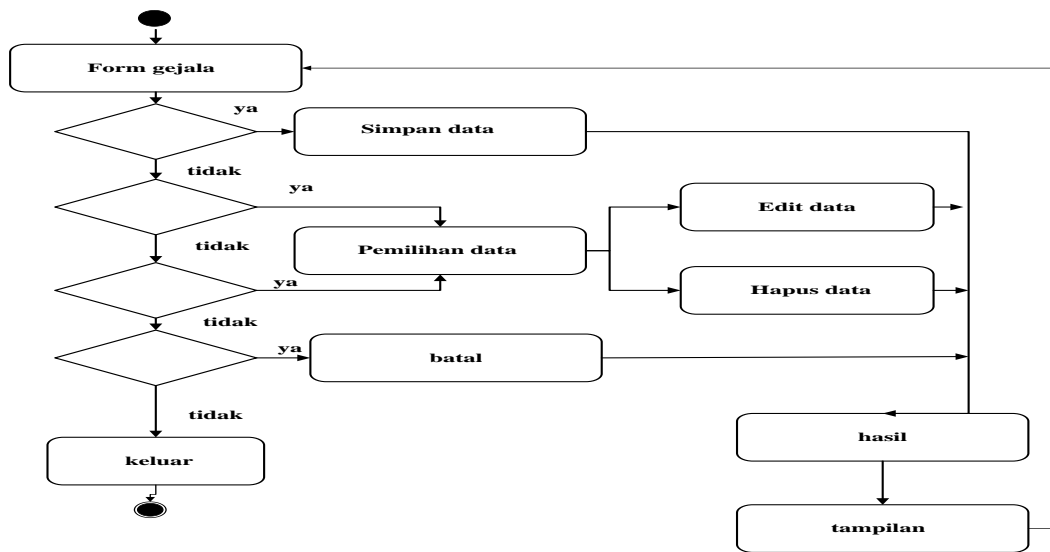 Form gejala
ya
Simpan data
tidak
ya
Edit data
Pemilihan data
tidak
ya
Hapus data
tidak
ya
batal
tidak
hasil
keluar
tampilan